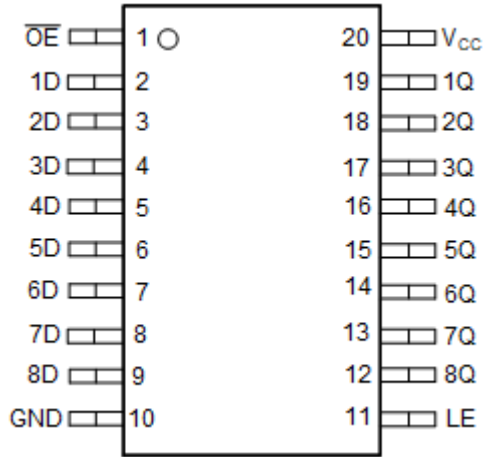 OE 1 20 VCC
1D 2 19 1Q
2D 3 18 2Q
3D 4 17 3Q
4D 5 16 4Q
5D 6 15 5Q
6D 7 14 6Q
7D 8 13 7Q
8D 9 12 8Q
GND 10 11 LE